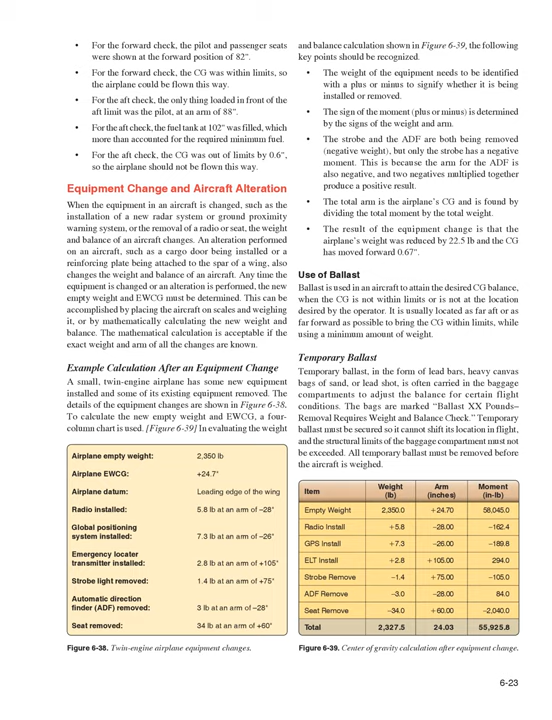 • For the forward check, the pilot and passenger seats
were shown at the forward position of 82".
• For the forward check, the CG was within limits, so
the airplane could be flown this way.
• For the aft check, the only thing loaded in front of the
aft limit was the pilot, at an arm of 88".
• For the aft check, the fuel tank at 102" was filled, which
more than accounted for the required minimum fuel.
• For the aft check, the CG was out of limits by 0.6",
so the airplane should not be flown this way.
Equipment Change and Aircraft Alteration
When the equipment in an aircraft is changed, such as the
installation of a new radar system or ground proximity
warning system, or the removal of a radio or seat, the weight
and balance of an aircraft changes. An alteration performed
on an aircraft, such as a cargo door being installed or a
reinforcing plate being attached to the spar of a wing, also
changes the weight and balance of an aircraft. Any time the
equipment is changed or an alteration is performed, the new
empty weight and EWCG must be determined. This can be
accomplished by placing the aircraft on scales and weighing
it, or by mathematically calculating the new weight and
balance. The mathematical calculation is acceptable if the
exact weight and arm of all the changes are known.
Example Calculation After an Equipment Change
A small, twin-engine airplane has some new equipment
installed and some of its existing equipment removed. The
details of the equipment changes are shown in Figure 6-38.
To calculate the new empty weight and EWCG, a four-
column chart is used. [Figure 6-39] In evaluating the weight
Airplane empty weight: 2,350 lb
Airplane EWCG: +24.7"
Airplane datum: Leading edge of the wing
Radio installed: 5.8 lb at an arm of –28"
Global positioning
system installed: 7.3 lb at an arm of –26"
Emergency locater
transmitter installed: 2.8 lb at an arm of +105"
Strobe light removed: 1.4 lb at an arm of +75"
Automatic direction
finder (ADF) removed: 3 lb at an arm of –28"
Seat removed: 34 lb at an arm of +60"
Figure 6-38. Twin-engine airplane equipment changes.
and balance calculation shown in Figure 6-39, the following
key points should be recognized.
• The weight of the equipment needs to be identified
with a plus or minus to signify whether it is being
installed or removed.
• The sign of the moment (plus or minus) is determined
by the signs of the weight and arm.
• The strobe and the ADF are both being removed
(negative weight), but only the strobe has a negative
moment. This is because the arm for the ADF is
also negative, and two negatives multiplied together
produce a positive result.
• The total arm is the airplane's CG and is found by
dividing the total moment by the total weight.
• The result of the equipment change is that the
airplane's weight was reduced by 22.5 lb and the CG
has moved forward 0.67".
Use of Ballast
Ballast is used in an aircraft to attain the desired CG balance,
when the CG is not within limits or is not at the location
desired by the operator. It is usually located as far aft or as
far forward as possible to bring the CG within limits, while
using a minimum amount of weight.
Temporary Ballast
Temporary ballast, in the form of lead bars, heavy canvas
bags of sand, or lead shot, is often carried in the baggage
compartments to adjust the balance for certain flight
conditions. The bags are marked "Ballast XX Pounds–
Removal Requires Weight and Balance Check." Temporary
ballast must be secured so it cannot shift its location in flight,
and the structural limits of the baggage compartment must not
be exceeded. All temporary ballast must be removed before
the aircraft is weighed.
Item Weight (lb) Arm (inches) Moment (in-lb)
Empty Weight 2,350.0 +24.70 58,045.0
Radio Install +5.8 –28.00 –162.4
GPS Install +7.3 –26.00 –189.8
ELT Install +2.8 +105.00 294.0
Strobe Remove –1.4 +75.00 –105.0
ADF Remove –3.0 –28.00 84.0
Seat Remove –34.0 +60.00 –2,040.0
Total 2,327.5 24.03 55,925.8
Figure 6-39. Center of gravity calculation after equipment change.
6-23